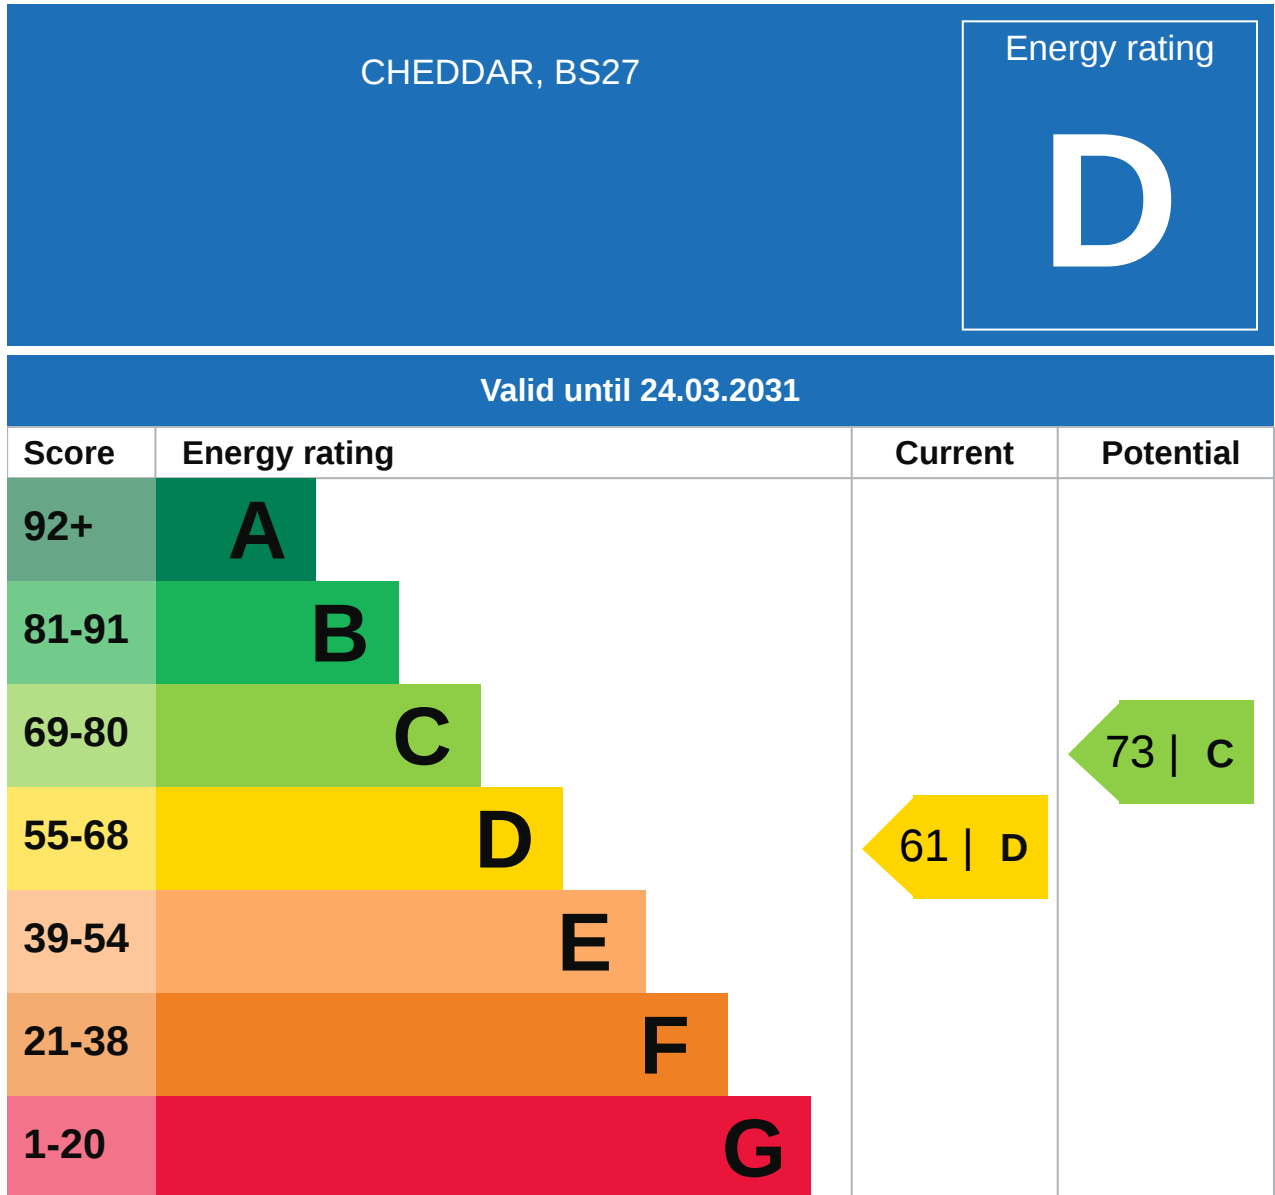 CHEDDAR, BS27
Energy rating
D
Valid until 24.03.2031
Score Energy rating Current Potential
92+ A
81-91 B
69-80 C 73 | C
55-68 D 61 | D
39-54 E
21-38 F
1-20 G